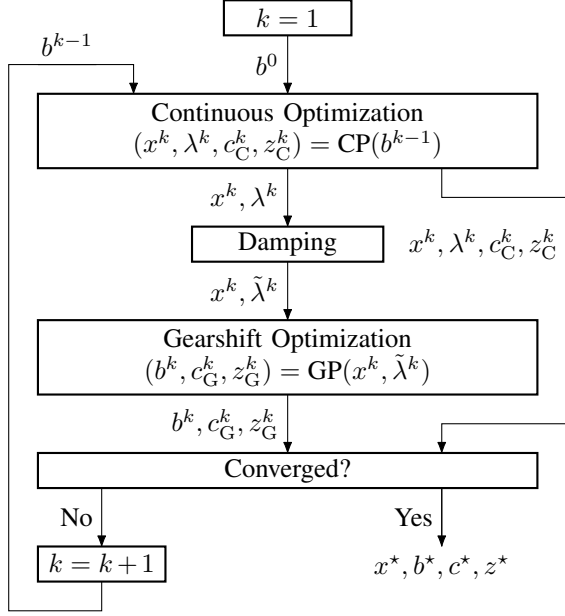 k = 1
b^{k−1}
b^0
Continuous Optimization
(x^k, λ^k, c_C^k, z_C^k) = CP(b^{k−1})
x^k, λ^k
Damping
x^k, λ^k, c_C^k, z_C^k
x^k, λ̃^k
Gearshift Optimization
(b^k, c_G^k, z_G^k) = GP(x^k, λ̃^k)
b^k, c_G^k, z_G^k
Converged?
No
Yes
k = k + 1
x^⋆, b^⋆, c^⋆, z^⋆